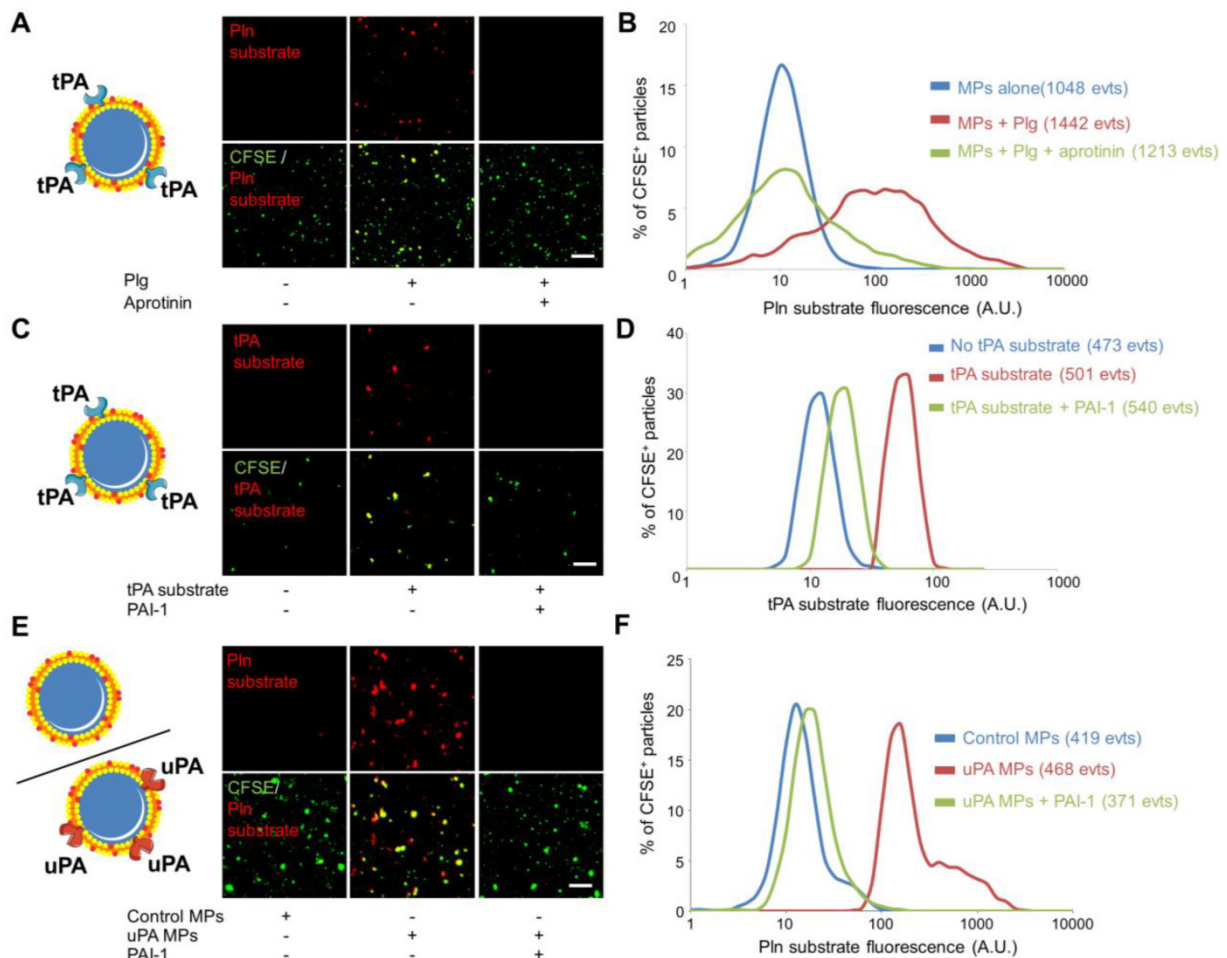 A
tPA
tPA
tPA
Pln
substrate
CFSE /
Pln
substrate
Plg - + +
Aprotinin - - +
B
% of CFSE+ particles
20
15
10
5
0
1 10 100 1000 10000
Pln substrate fluorescence (A.U.)
MPs alone(1048 evts)
MPs + Plg (1442 evts)
MPs + Plg + aprotinin (1213 evts)
C
tPA
tPA
tPA
tPA
substrate
CFSE/
tPA
substrate
tPA substrate - + +
PAI-1 - - +
D
% of CFSE+ particles
40
30
20
10
0
1 10 100 1000
tPA substrate fluorescence (A.U.)
No tPA substrate (473 evts)
tPA substrate (501 evts)
tPA substrate + PAI-1 (540 evts)
E
uPA
uPA
uPA
Pln
substrate
CFSE/
Pln
substrate
Control MPs + - -
uPA MPs - + +
PAI-1 - - +
F
% of CFSE+ particles
25
20
15
10
5
0
1 10 100 1000 10000
Pln substrate fluorescence (A.U.)
Control MPs (419 evts)
uPA MPs (468 evts)
uPA MPs + PAI-1 (371 evts)